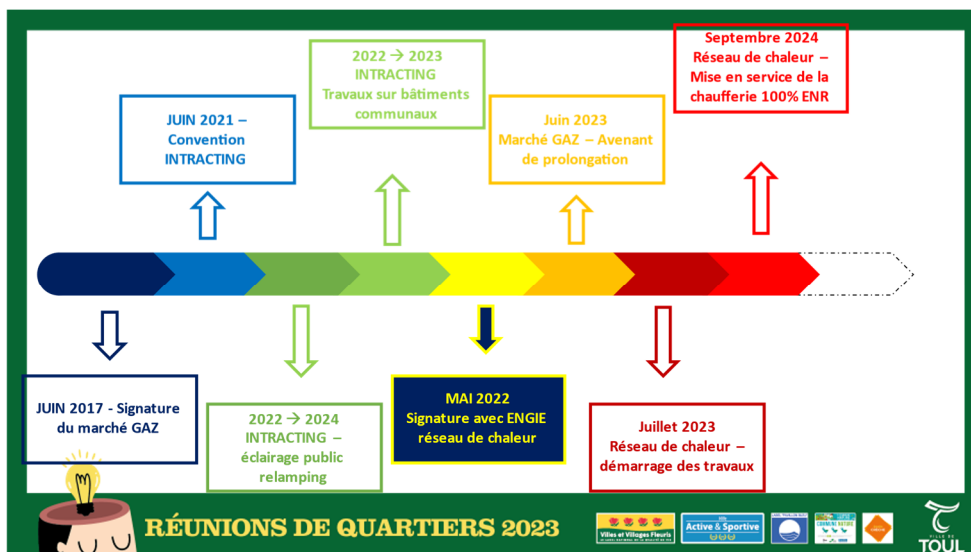 Septembre 2024
Réseau de chaleur –
Mise en service de la
chaufferie 100% ENR
2022 → 2023
INTRACTING
Travaux sur bâtiments
communaux
JUIN 2021 –
Convention
INTRACTING
Juin 2023
Marché GAZ – Avenant
de prolongation
JUIN 2017 - Signature
du marché GAZ
2022 → 2024
INTRACTING –
éclairage public
relamping
MAI 2022
Signature avec ENGIE
réseau de chaleur
Juillet 2023
Réseau de chaleur –
démarrage des travaux
RÉUNIONS DE QUARTIERS 2023
Villes et Villages Fleuris
Active & Sportive
COMMUNE NATURE
VILLE DE
TOUL